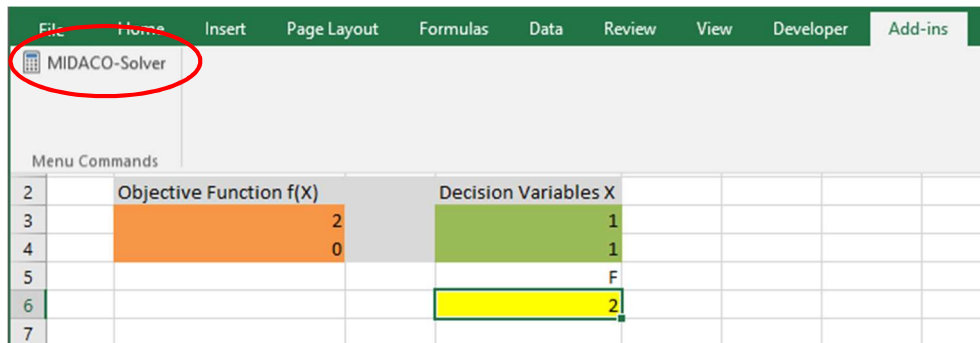 File Home Insert Page Layout Formulas Data Review View Developer Add-ins
MIDACO-Solver
Menu Commands
2 Objective Function f(X) Decision Variables X
3 2 1
4 0 1
5 F
6 2
7